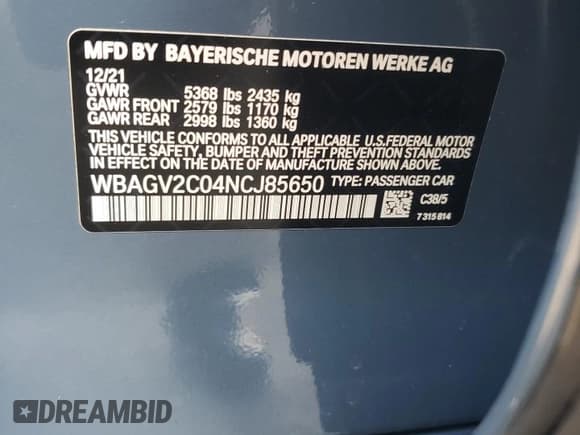 MFD BY BAYERISCHE MOTOREN WERKE AG
12/21
GVWR 5368 lbs 2435 kg
GAWR FRONT 2579 lbs 1170 kg
GAWR REAR 2998 lbs 1360 kg
THIS VEHICLE CONFORMS TO ALL APPLICABLE U.S.FEDERAL MOTOR
VEHICLE SAFETY, BUMPER AND THEFT PREVENTION STANDARDS
IN EFFECT ON THE DATE OF MANUFACTURE SHOWN ABOVE.
WBAGV2C04NCJ85650 TYPE: PASSENGER CAR
C38/5
7315814
DREAMBID